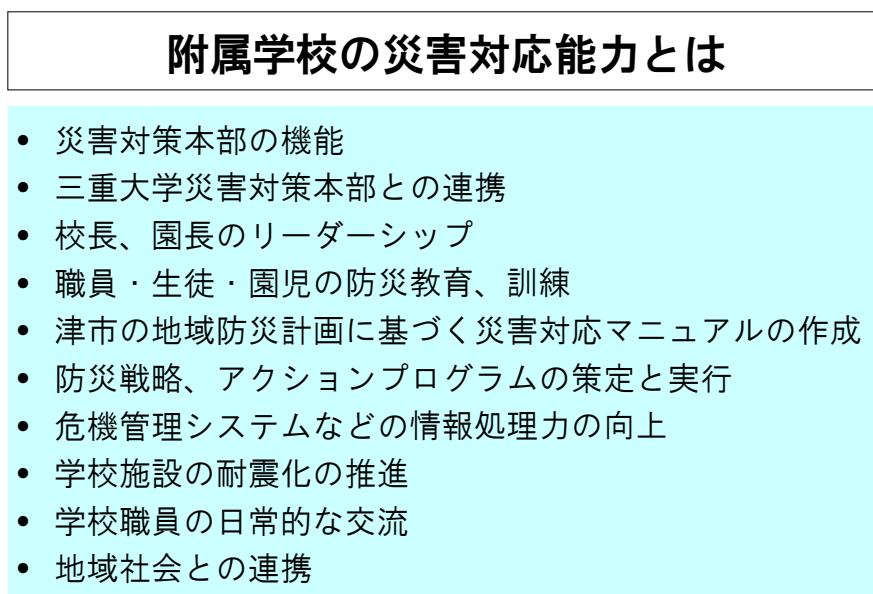 附属学校の災害対応能力とは
• 災害対策本部の機能
• 三重大学災害対策本部との連携
• 校長、園長のリーダーシップ
• 職員・生徒・園児の防災教育、訓練
• 津市の地域防災計画に基づく災害対応マニュアルの作成
• 防災戦略、アクションプログラムの策定と実行
• 危機管理システムなどの情報処理力の向上
• 学校施設の耐震化の推進
• 学校職員の日常的な交流
• 地域社会との連携